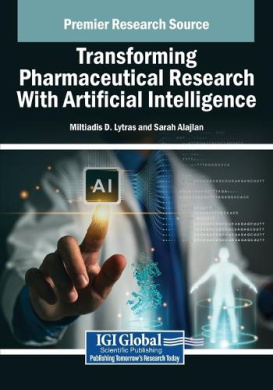 Premier Research Source
Transforming
Pharmaceutical Research
With Artificial Intelligence
Miltiadis D. Lytras and Sarah Alajlan
AI
IGI Global
Scientific Publishing
Publishing Tomorrow's Research Today